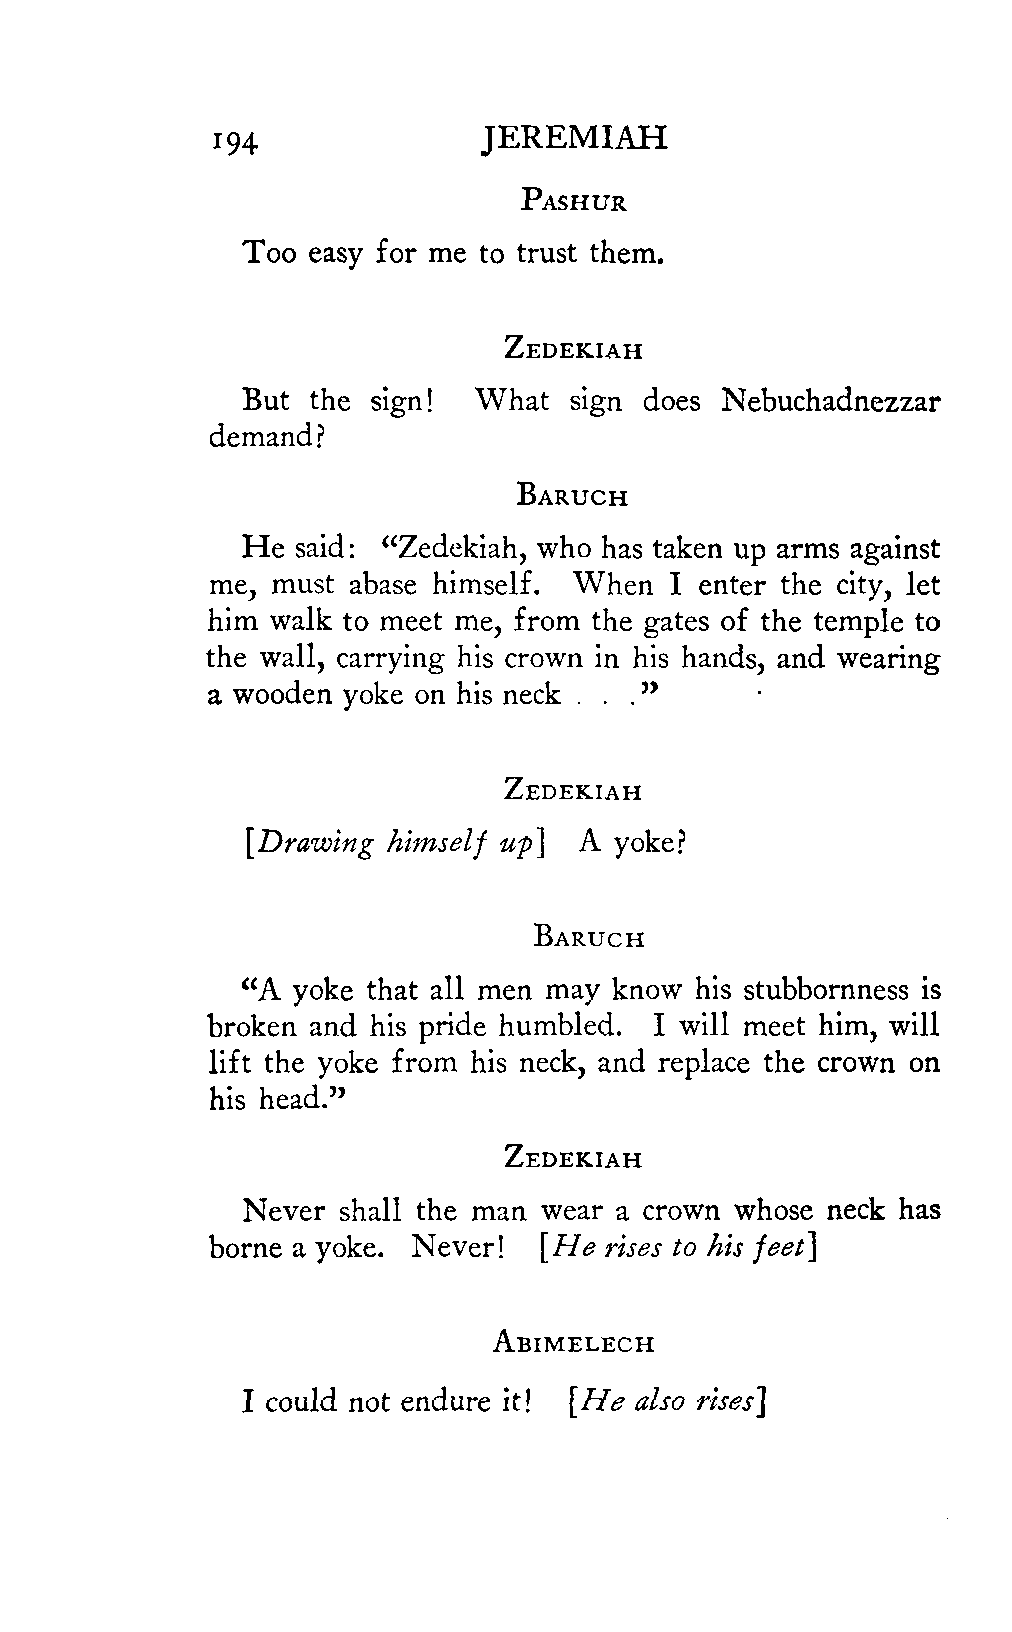 194 JEREMIAH
PASHUR
Too easy for me to trust them.
ZEDEKIAH
But the sign! What sign does Nebuchadnezzar
demand?
BARUCH
He said: “Zedekiah, who has taken up arms against
me, must abase himself. When I enter the city, let
him walk to meet me, from the gates of the temple to
the wall, carrying his crown in his hands, and wearing
a wooden yoke on his neck . . .”
ZEDEKIAH
[Drawing himself up] A yoke?
BARUCH
“A yoke that all men may know his stubbornness is
broken and his pride humbled. I will meet him, will
lift the yoke from his neck, and replace the crown on
his head.”
ZEDEKIAH
Never shall the man wear a crown whose neck has
borne a yoke. Never! [He rises to his feet]
ABIMELECH
I could not endure it! [He also rises]